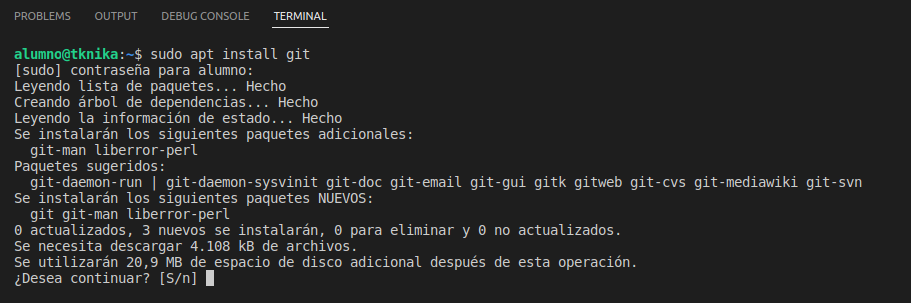 PROBLEMS OUTPUT DEBUG CONSOLE TERMINAL
alumno@tknika:~$ sudo apt install git
[sudo] contraseña para alumno:
Leyendo lista de paquetes... Hecho
Creando árbol de dependencias... Hecho
Leyendo la información de estado... Hecho
Se instalarán los siguientes paquetes adicionales:
  git-man liberror-perl
Paquetes sugeridos:
  git-daemon-run | git-daemon-sysvinit git-doc git-email git-gui gitk gitweb git-cvs git-mediawiki git-svn
Se instalarán los siguientes paquetes NUEVOS:
  git git-man liberror-perl
0 actualizados, 3 nuevos se instalarán, 0 para eliminar y 0 no actualizados.
Se necesita descargar 4.108 kB de archivos.
Se utilizarán 20,9 MB de espacio de disco adicional después de esta operación.
¿Desea continuar? [S/n]